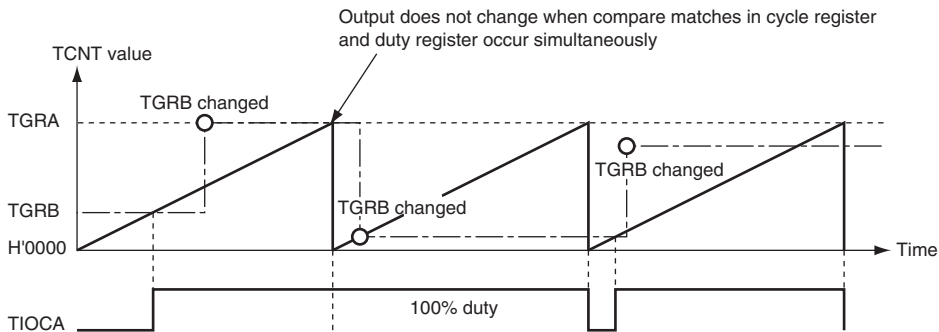 Output does not change when compare matches in cycle register
and duty register occur simultaneously
TCNT value
TGRB changed
TGRA
TGRB changed
TGRB
TGRB changed
H'0000
Time
100% duty
TIOCA